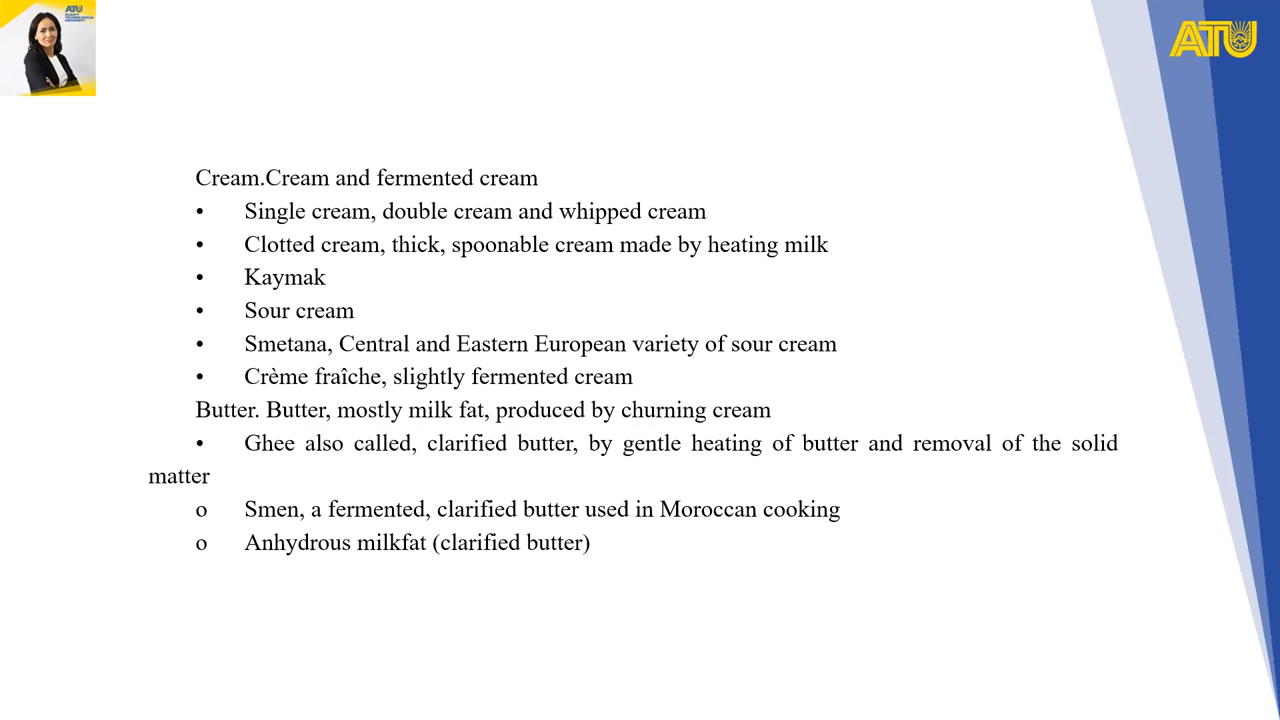 ATU
ALMATY
TECHNOLOGICAL
UNIVERSITY
ATU
Cream.Cream and fermented cream
• Single cream, double cream and whipped cream
• Clotted cream, thick, spoonable cream made by heating milk
• Kaymak
• Sour cream
• Smetana, Central and Eastern European variety of sour cream
• Crème fraîche, slightly fermented cream
Butter. Butter, mostly milk fat, produced by churning cream
• Ghee also called, clarified butter, by gentle heating of butter and removal of the solid
matter
o Smen, a fermented, clarified butter used in Moroccan cooking
o Anhydrous milkfat (clarified butter)